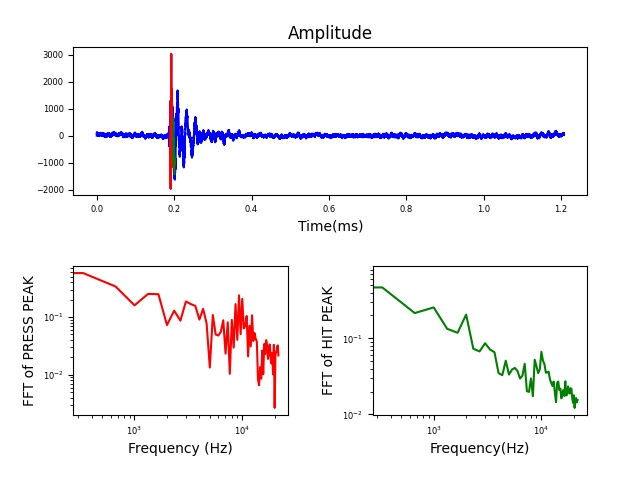 Amplitude
3000
2000
1000
0
−1000
−2000
0.0 0.2 0.4 0.6 0.8 1.0 1.2
Time(ms)
FFT of PRESS PEAK
10⁻¹
10⁻²
10³ 10⁴
Frequency (Hz)
FFT of HIT PEAK
10⁻¹
10⁻²
10³ 10⁴
Frequency(Hz)